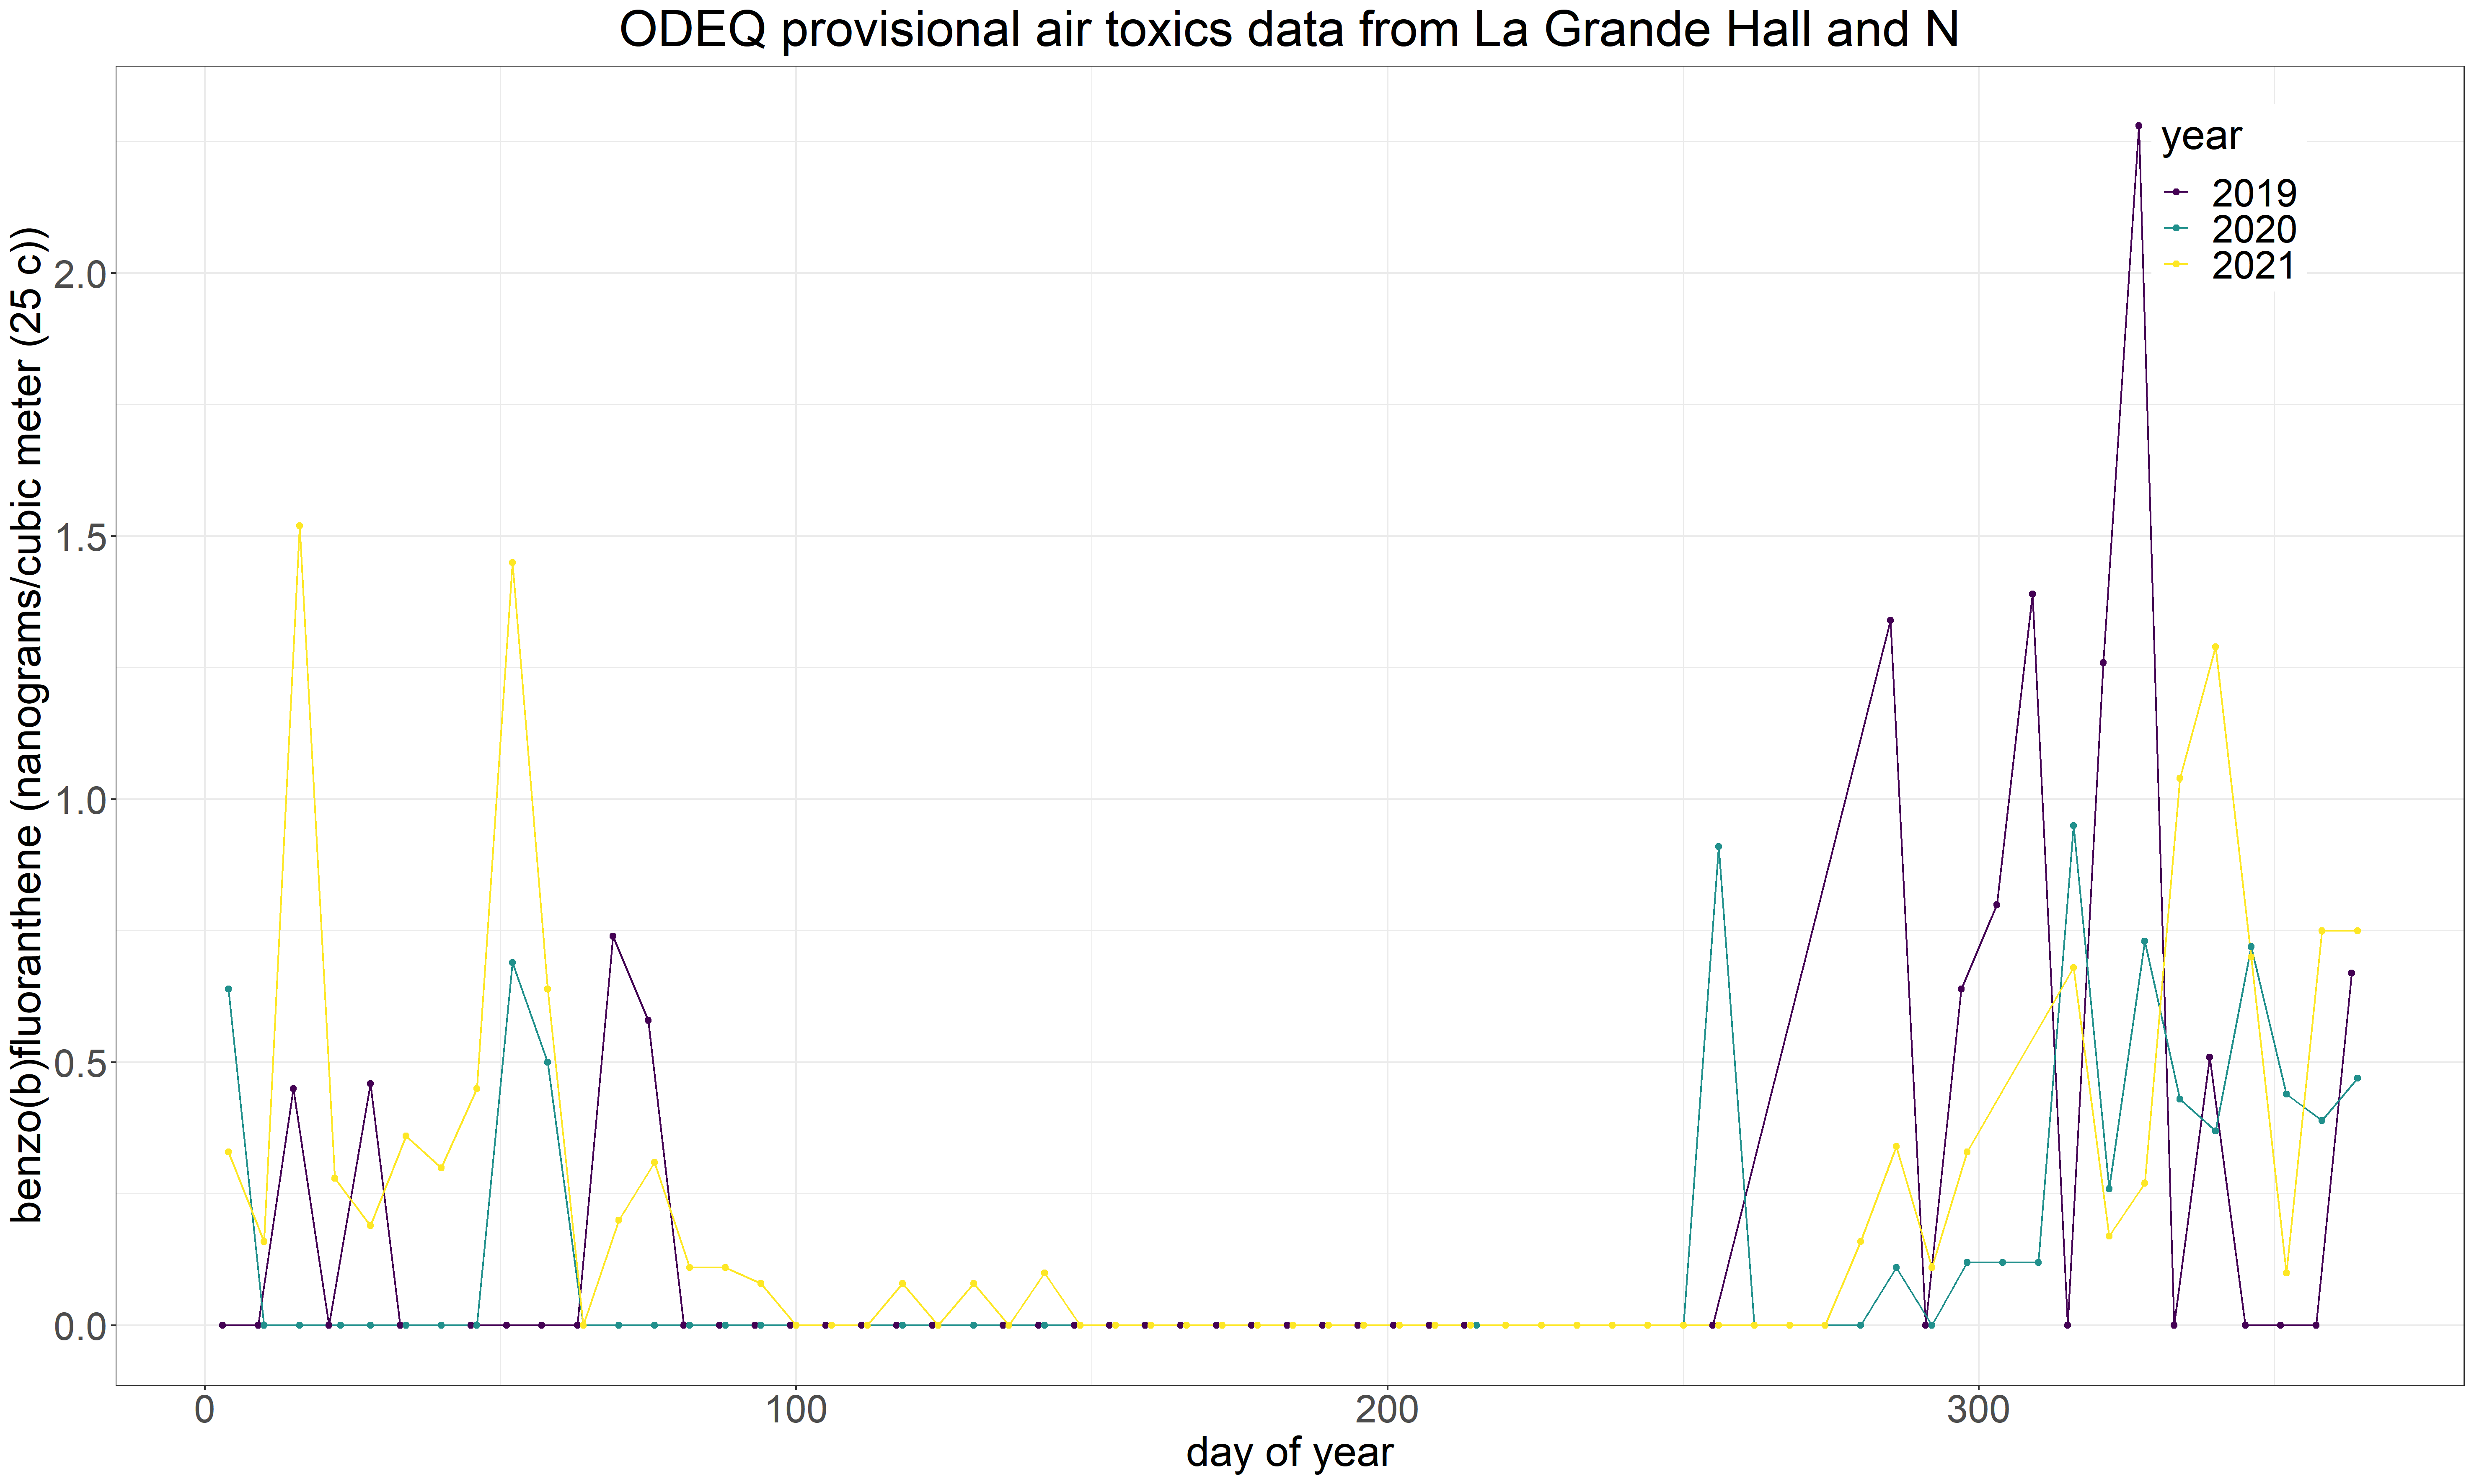 ODEQ provisional air toxics data from La Grande Hall and N
benzo(b)fluoranthene (nanograms/cubic meter (25 c))
2.0
1.5
1.0
0.5
0.0
year
2019
2020
2021
0 100 200 300
day of year